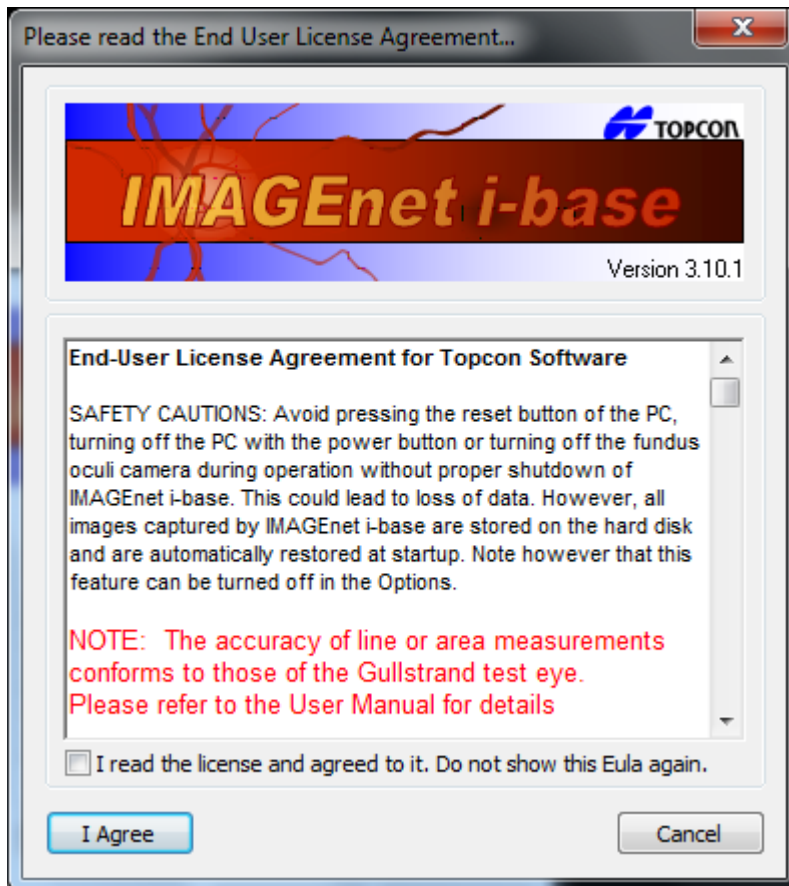 Please read the End User License Agreement...
TOPCON
IMAGEnet i-base
Version 3.10.1
End-User License Agreement for Topcon Software
SAFETY CAUTIONS: Avoid pressing the reset button of the PC,
turning off the PC with the power button or turning off the fundus
oculi camera during operation without proper shutdown of
IMAGEnet i-base. This could lead to loss of data. However, all
images captured by IMAGEnet i-base are stored on the hard disk
and are automatically restored at startup. Note however that this
feature can be turned off in the Options.
NOTE: The accuracy of line or area measurements
conforms to those of the Gullstrand test eye.
Please refer to the User Manual for details
I read the license and agreed to it. Do not show this Eula again.
I Agree
Cancel